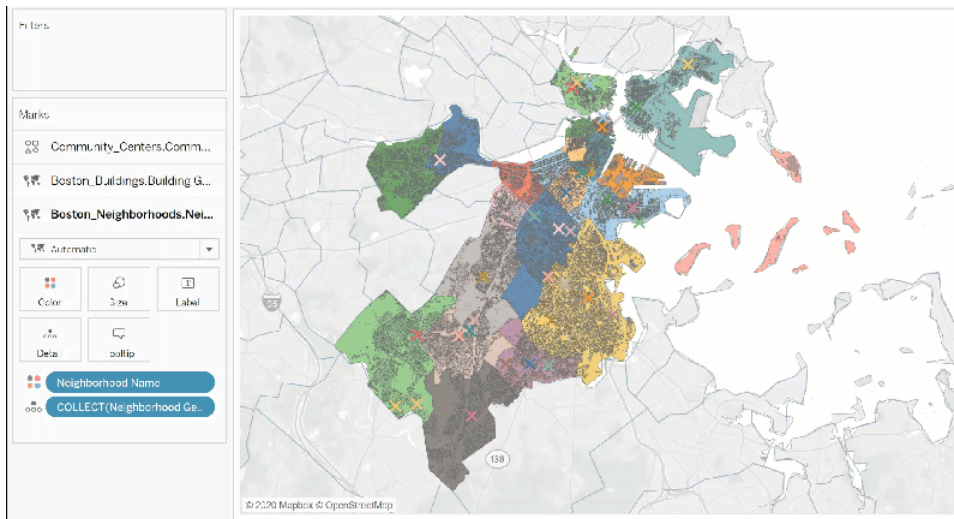 Filters
Marks
Community_Centers.Comm...
Boston_Buildings.Building G...
Boston_Neighborhoods.Nei...
Automatic
Color
Size
Label
Detail
Tooltip
Neighborhood Name
COLLECT(Neighborhood Ge..
95
138
© 2020 Mapbox © OpenStreetMap